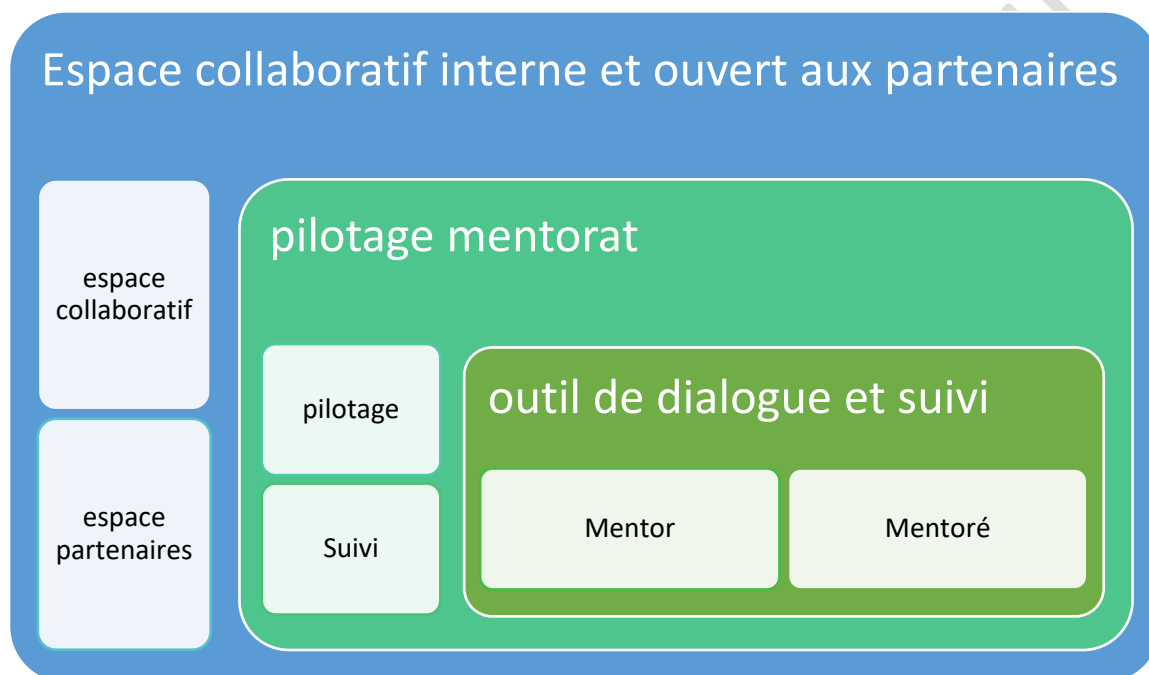 Espace collaboratif interne et ouvert aux partenaires
espace
collaboratif
espace
partenaires
pilotage mentorat
pilotage
Suivi
outil de dialogue et suivi
Mentor
Mentoré